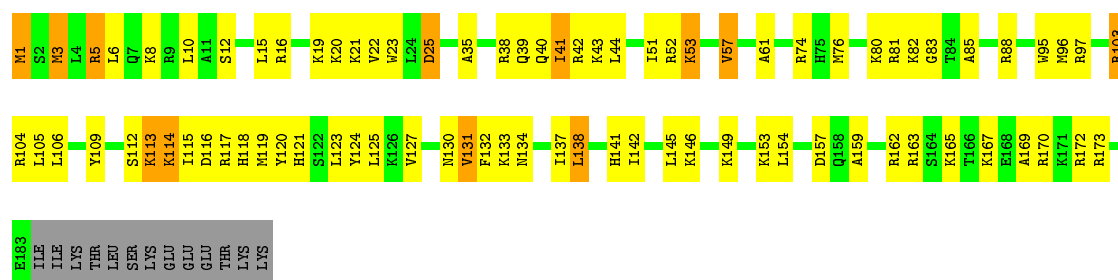 M1 S2 M3 L4 R5 L6 Q7 K8 R9 L10 A11 S12 L15 R16 K19 K20 K21 V22 W23 L24 D25 A35 R38 Q39 Q40 I41 R42 K43 L44 I51 R52 K53 V57 A61 R74 H75 M76 K80 R81 K82 G83 T84 A85 R88 W95 M96 R97 R103
R104 L105 L106 Y109 S112 K113 K114 I115 D116 R117 H118 M119 Y120 H121 S122 L123 Y124 L125 K126 V127 N130 V131 F132 K133 N134 I137 L138 H141 I142 L145 K146 K149 K153 L154 D157 Q158 A159 R162 R163 S164 K165 T166 K167 E168 A169 R170 K171 R172 R173
E183 ILE ILE LYS THR LEU SER LYS GLU GLU GLU THR LYS LYS